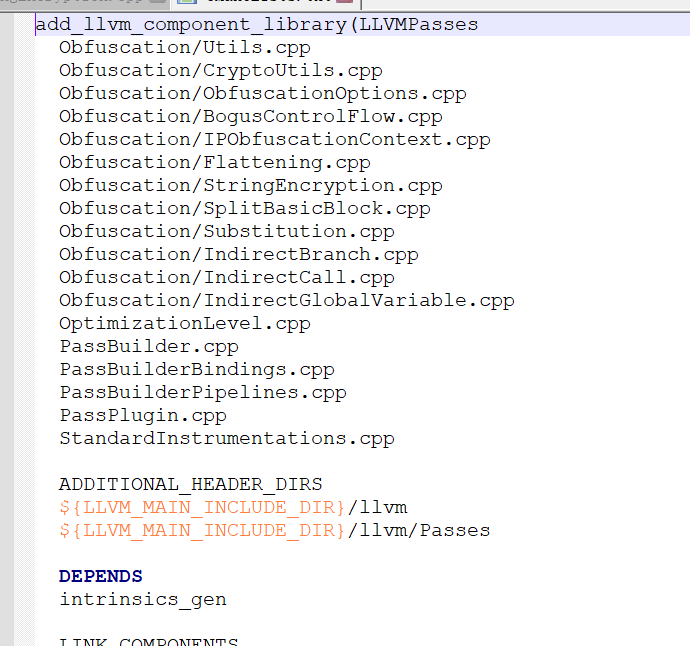 add_llvm_component_library(LLVMPasses
Obfuscation/Utils.cpp
Obfuscation/CryptoUtils.cpp
Obfuscation/ObfuscationOptions.cpp
Obfuscation/BogusControlFlow.cpp
Obfuscation/IPObfuscationContext.cpp
Obfuscation/Flattening.cpp
Obfuscation/StringEncryption.cpp
Obfuscation/SplitBasicBlock.cpp
Obfuscation/Substitution.cpp
Obfuscation/IndirectBranch.cpp
Obfuscation/IndirectCall.cpp
Obfuscation/IndirectGlobalVariable.cpp
OptimizationLevel.cpp
PassBuilder.cpp
PassBuilderBindings.cpp
PassBuilderPipelines.cpp
PassPlugin.cpp
StandardInstrumentations.cpp
ADDITIONAL_HEADER_DIRS
${LLVM_MAIN_INCLUDE_DIR}/llvm
${LLVM_MAIN_INCLUDE_DIR}/llvm/Passes
DEPENDS
intrinsics_gen
LINK_COMPONENTS